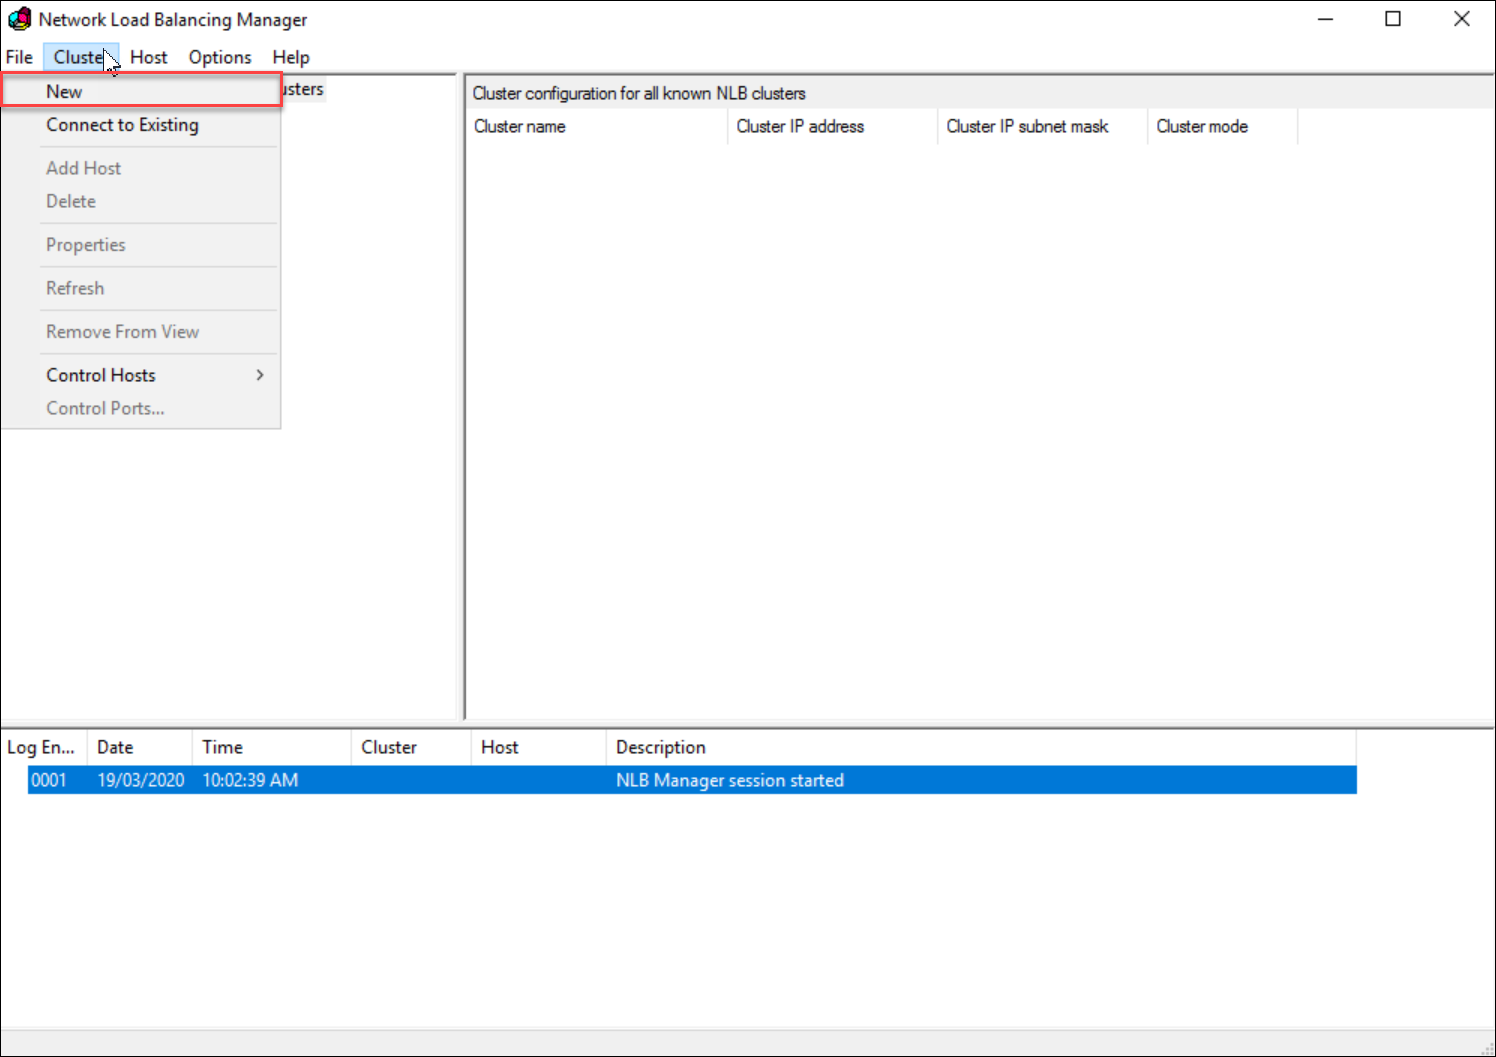 Network Load Balancing Manager
File Cluste Host Options Help
New
usters
Connect to Existing
Add Host
Delete
Properties
Refresh
Remove From View
Control Hosts
Control Ports...
Cluster configuration for all known NLB clusters
Cluster name Cluster IP address Cluster IP subnet mask Cluster mode
Log En... Date Time Cluster Host Description
0001 19/03/2020 10:02:39 AM NLB Manager session started